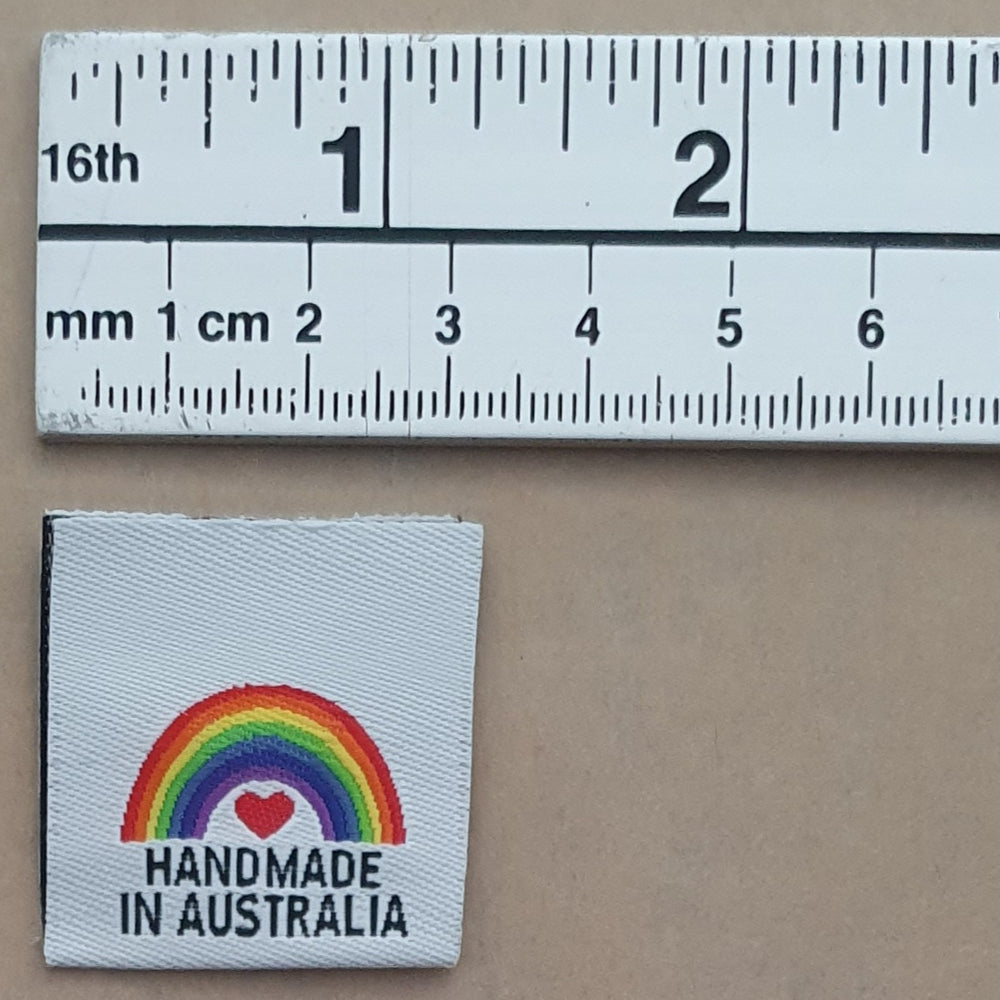 16th 1 2
mm 1 cm 2 3 4 5 6
HANDMADE
IN AUSTRALIA